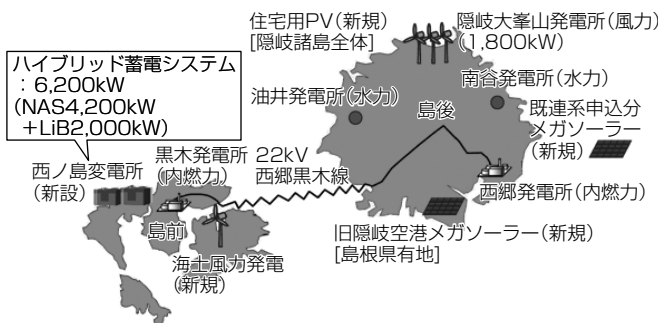 住宅用PV(新規)
[隠岐諸島全体]
隠岐大峯山発電所(風力)
(1,800kW)
ハイブリッド蓄電システム
:6,200kW
(NAS4,200kW
+LiB2,000kW)
南谷発電所(水力)
油井発電所(水力)
島後
既連系申込分
メガソーラー
(新規)
西ノ島変電所
(新設)
黒木発電所
(内燃力)
22kV
西郷黒木線
西郷発電所(内燃力)
島前
旧隠岐空港メガソーラー(新規)
[島根県有地]
海士風力発電
(新規)